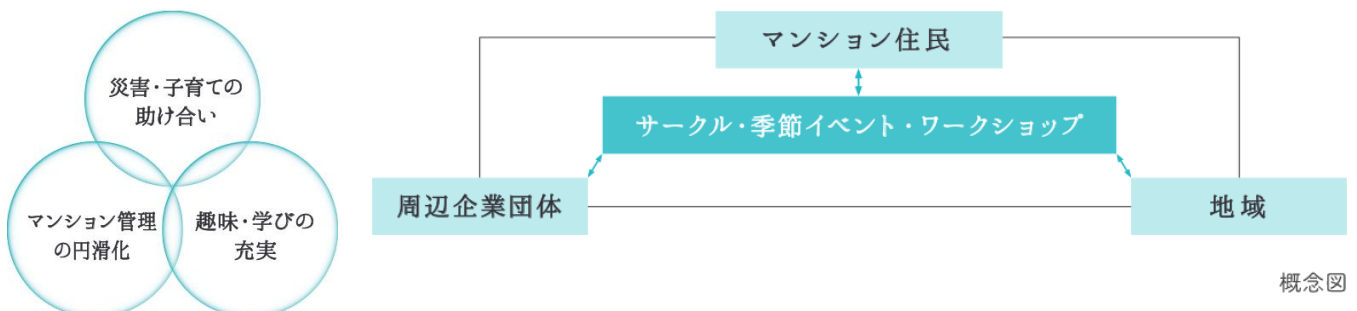 災害・子育ての
助け合い
マンション管理
の円滑化
趣味・学びの
充実
マンション住民
サークル・季節イベント・ワークショップ
周辺企業団体
地域
概念図